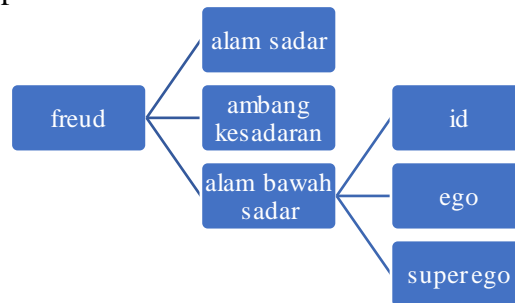 freud
alam sadar
ambang
kesadaran
alam bawah
sadar
id
ego
superego